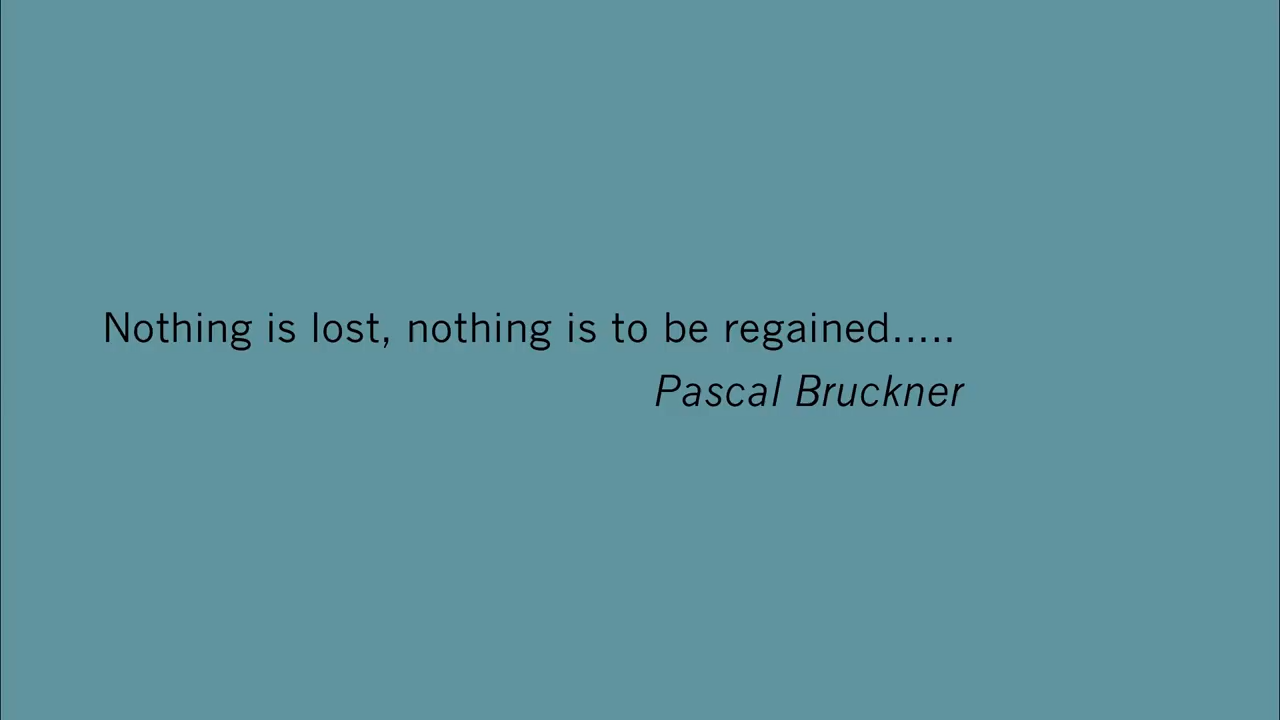 Nothing is lost, nothing is to be regained.....
Pascal Bruckner